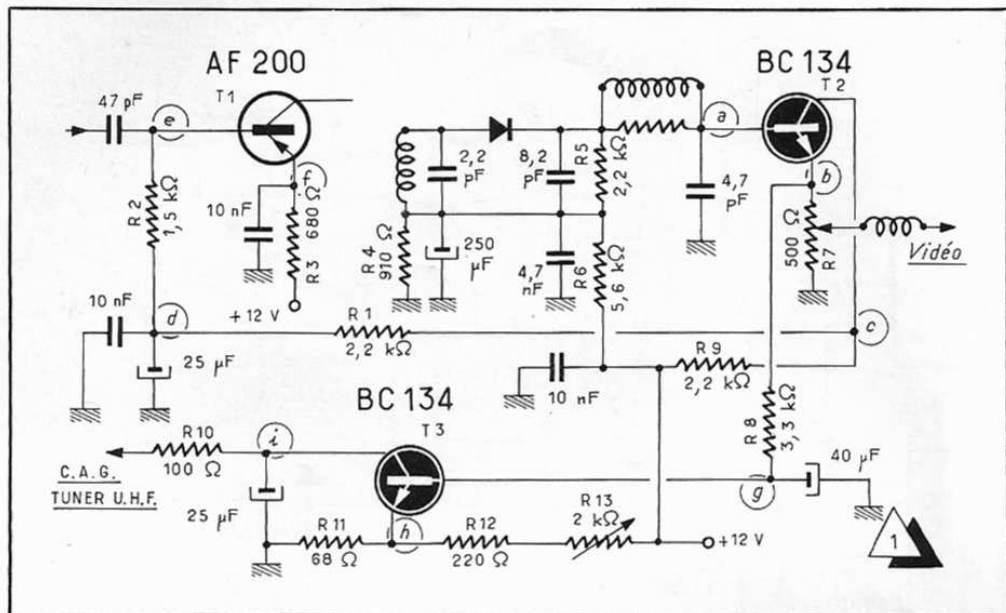 AF 200
BC 134
T1
T2
47 pF
e
a
R2
1,5 kΩ
10 nF
f
680 Ω
R3
+ 12 V
2,2 pF
8,2 pF
R5
2,2 kΩ
4,7 pF
b
500 Ω
R7
Vidéo
R4
910 Ω
250 µF
4,7 nF
R6
5,6 kΩ
10 nF
d
25 µF
R1
2,2 kΩ
c
R9
2,2 kΩ
10 nF
BC 134
T3
R8
3,3 kΩ
R10
100 Ω
i
C.A.G.
TUNER U.H.F.
25 µF
R11
68 Ω
h
R12
220 Ω
R13
2 kΩ
+12 V
g
40 µF
1